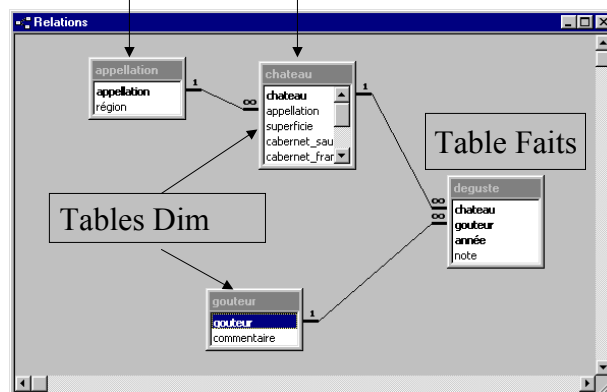 Relations
appellation
appellation
région
1
∞
chateau
chateau
appellation
superficie
cabernet_sau
cabernet_frar
1
Table Faits
∞
∞
deguste
chateau
gouteur
année
note
Tables Dim
gouteur
gouteur
commentaire
1